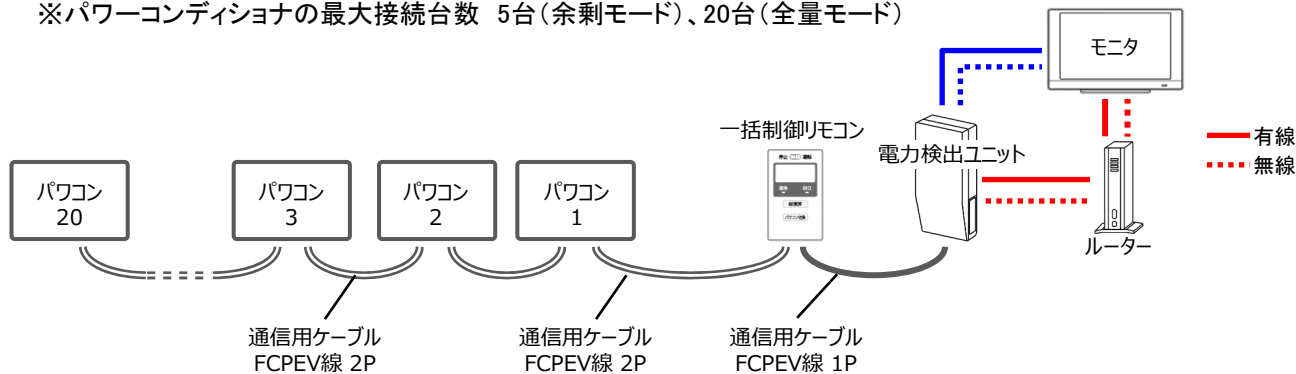 ※パワーコンディショナの最大接続台数 5台(余剰モード)、20台(全量モード)
モニタ
一括制御リモコン
電力検出ユニット
有線
無線
パワコン
20
パワコン
3
パワコン
2
パワコン
1
停止
運転
ルーター
通信用ケーブル
FCPEV線 2P
通信用ケーブル
FCPEV線 2P
通信用ケーブル
FCPEV線 1P